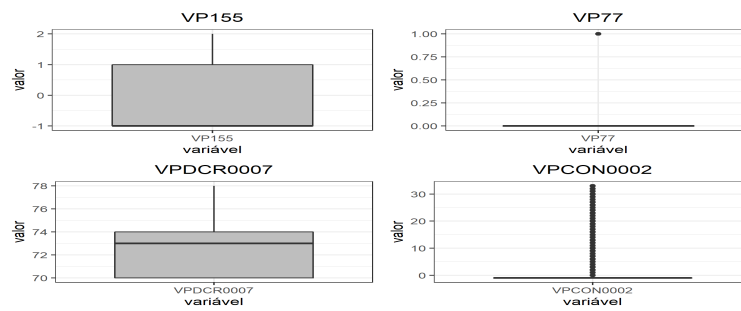 VP155
valor
2
1
0
-1
VP155
variável
VP77
valor
1.00
0.75
0.50
0.25
0.00
VP77
variável
VPDCR0007
valor
78
76
74
72
70
VPDCR0007
variável
VPCON0002
valor
30
20
10
0
VPCON0002
variável